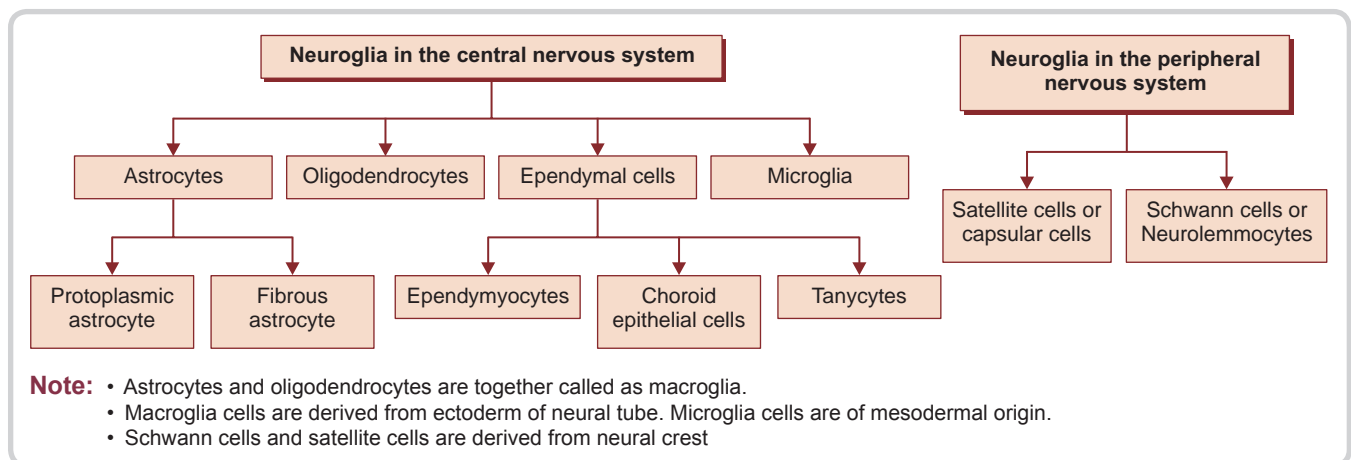 Neuroglia in the central nervous system
Neuroglia in the peripheral
nervous system
Astrocytes
Oligodendrocytes
Ependymal cells
Microglia
Satellite cells or
capsular cells
Schwann cells or
Neurolemmocytes
Protoplasmic
astrocyte
Fibrous
astrocyte
Ependymyocytes
Choroid
epithelial cells
Tanycytes
Note: • Astrocytes and oligodendrocytes are together called as macroglia.
• Macroglia cells are derived from ectoderm of neural tube. Microglia cells are of mesodermal origin.
• Schwann cells and satellite cells are derived from neural crest